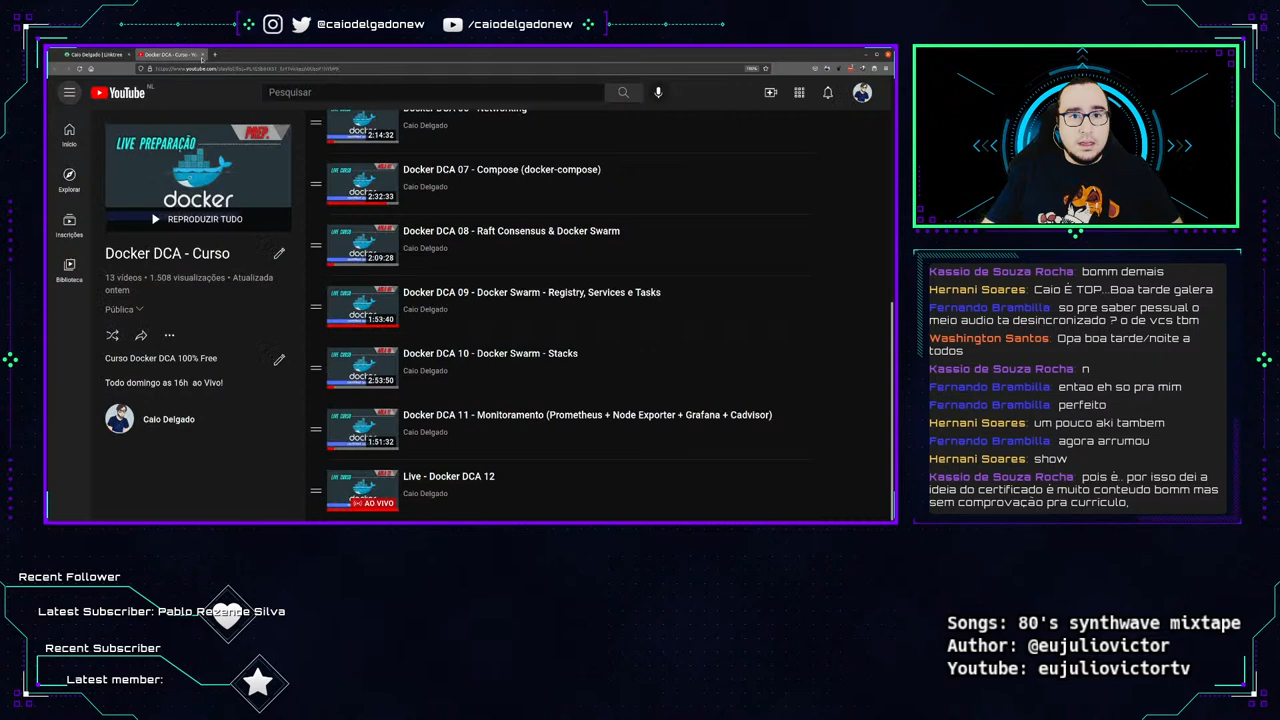 @caiodelgadonew
/caiodelgadonew
Caio Delgado | Linktree
Docker DCA - Curso - Yo
YouTube NL
Pesquisar
Início
Explorar
Inscrições
Biblioteca
LIVE PREPARAÇÃO
PREP.
docker
REPRODUZIR TUDO
Docker DCA - Curso
13 vídeos • 1.508 visualizações • Atualizada
ontem
Pública
Curso Docker DCA 100% Free
Todo domingo as 16h ao Vivo!
Caio Delgado
Caio Delgado
2:14:32
Docker DCA 07 - Compose (docker-compose)
Caio Delgado
2:32:33
Docker DCA 08 - Raft Consensus & Docker Swarm
Caio Delgado
2:09:28
Docker DCA 09 - Docker Swarm - Registry, Services e Tasks
Caio Delgado
1:53:40
Docker DCA 10 - Docker Swarm - Stacks
Caio Delgado
2:53:50
Docker DCA 11 - Monitoramento (Prometheus + Node Exporter + Grafana + Cadvisor)
Caio Delgado
1:51:32
Live - Docker DCA 12
Caio Delgado
AO VIVO
Kassio de Souza Rocha: bomm demais
Hernani Soares: Caio É TOP...Boa tarde galera
Fernando Brambilla: so pra saber pessual o
meio audio ta desincronizado ? o de vcs tbm
Washington Santos: Opa boa tarde/noite a
todos
Kassio de Souza Rocha: n
Fernando Brambilla: entao eh so pra mim
Fernando Brambilla: perfeito
Hernani Soares: um pouco aki tambem
Fernando Brambilla: agora arrumou
Hernani Soares: show
Kassio de Souza Rocha: pois é.. por isso dei a
ideia do certificado é muito conteudo bomm mas
sem comprovação pra curriculo,
Recent Follower
Latest Subscriber: Pablo Rezende Silva
Recent Subscriber
Latest member:
Songs: 80's synthwave mixtape
Author: @eujuliovictor
Youtube: eujuliovictortv